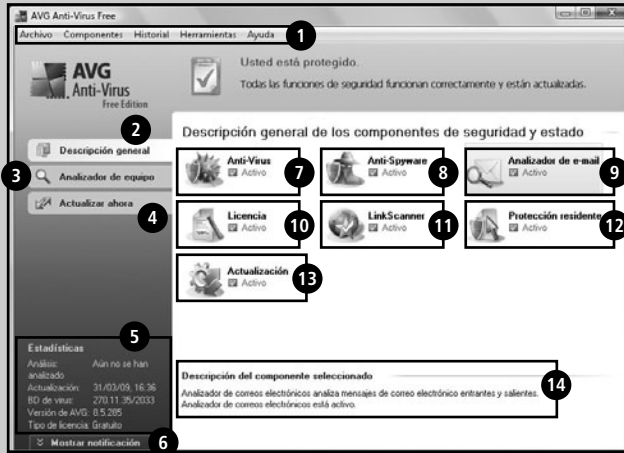 AVG Anti-Virus Free
Archivo Componentes Historial Herramientas Ayuda
1
AVG
Anti-Virus
Free Edition
Usted está protegido.
Todas las funciones de seguridad funcionan correctamente y están actualizadas.
2
Descripción general
3
Analizador de equipo
Actualizar ahora
4
Descripción general de los componentes de seguridad y estado
Anti-Virus
Activo
7
Anti-Spyware
Activo
8
Analizador de e-mail
Activo
9
Licencia
Activo
10
LinkScanner
Activo
11
Protección residente
Activo
12
Actualización
Activo
13
5
Estadísticas
Análisis: Aún no se han
analizado
Actualización: 31/03/09, 16:36
BD de virus: 270.11.35/2033
Versión de AVG: 8.5.285
Tipo de licencia: Gratuito
Mostrar notificación
6
Descripción del componente seleccionado
Analizador de correos electrónicos analiza mensajes de correo electrónico entrantes y salientes.
Analizador de correos electrónicos está activo.
14